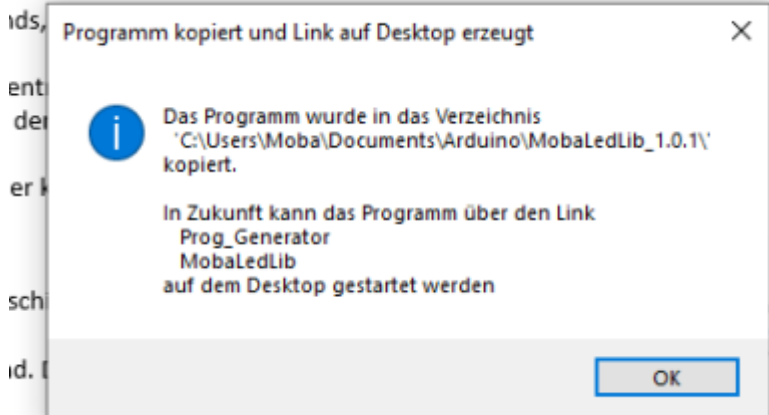 Programm kopiert und Link auf Desktop erzeugt
Das Programm wurde in das Verzeichnis
'C:\Users\Moba\Documents\Arduino\MobaLedLib_1.0.1\'
kopiert.
In Zukunft kann das Programm über den Link
Prog_Generator
MobaLedLib
auf dem Desktop gestartet werden
OK